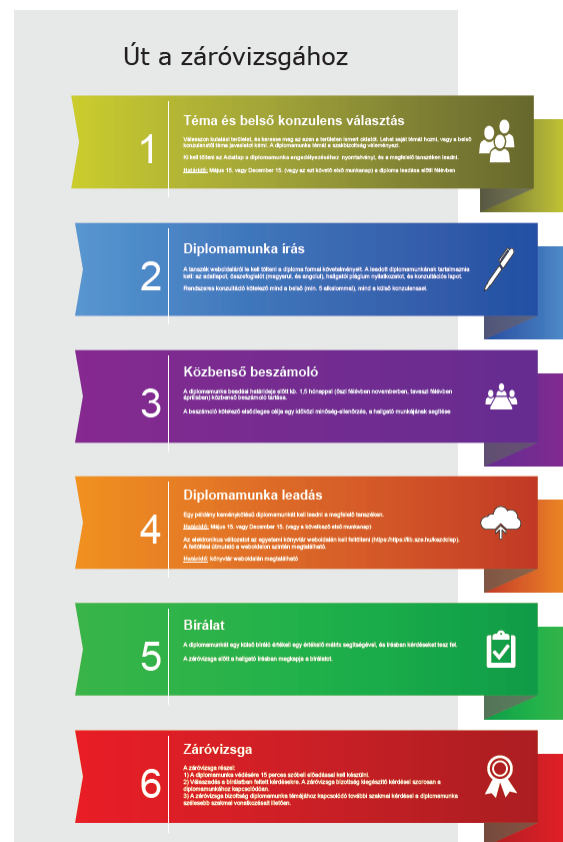 Út a záróvizsgához
1
Téma és belső konzulens választás
Válasszon kutatási területet, és keresse meg az azen a területen ismert oktatót. Lehet saját témát hozni, vagy a belső
konzulenstől téma javaslatot kérni. A diplomamunka témát a szakbizottság véleményezi.
Ki kell tölteni az Adatlap a diplomamunka engedélyezéséhez nyomtatványt, és a megfelelő tanszéken leadni.
Határidő: Május 15. vagy December 15. (vagy az ezt követő első munkanap) a diploma leadása előtti félévben
2
Diplomamunka írás
A tanszék weboldaláról le kell tölteni a diploma formai követelményeit. A leadott diplomamunkának tartalmaznia
kell: az adatlapot, összefoglalót (magyarul, és angolul), hallgatói plágium nyilatkozatot, és konzultációs lapot.
Rendszeres konzultáció kötelező mind a belső (min. 5 alkalommal), mind a külső konzulenssel.
3
Közbenső beszámoló
A diplomamunka beadási határideje előtt kb. 1,5 hónappal (őszi félévben novemberben, tavaszi félévben
áprilisban) közbenső beszámoló tartása.
A beszámoló kötelező elsődleges célja egy időközi minőség-ellenőrzés, a hallgató munkájának segítése
4
Diplomamunka leadás
Egy példány keménykötésű diplomamunkát kell leadni a megfelelő tanszéken.
Határidő: Május 15. vagy December 15. (vagy a következő első munkanap)
Az elektronikus változatot az egyetemi könyvtár weboldalán kell feltölteni (https://lib.sze.hu/kezdolap).
A feltöltési útmutató a weboldalon szintén megtalálható.
Határidő: könyvtár weboldalán megtalálható
5
Bírálat
A diplomamunkát egy külső bíráló értékeli egy értékelő mátrix segítségével, és írásban kérdéseket tesz fel.
A záróvizsga előtt a hallgató írásban megkapja a bírálatot.
6
Záróvizsga
A záróvizsga részei:
1) A diplomamunka védésére 15 perces szóbeli előadással kell készülni.
2) Válaszadás a bírálatban feltett kérdésekre. A záróvizsga bizottság kiegészítő kérdései szorosan a
diplomamunkához kapcsolódóan.
3) A záróvizsga bizottság diplomamunka témájához kapcsolódó további szakmai kérdései a diplomamunka
szélesebb szakmai vonatkozásait illetően.